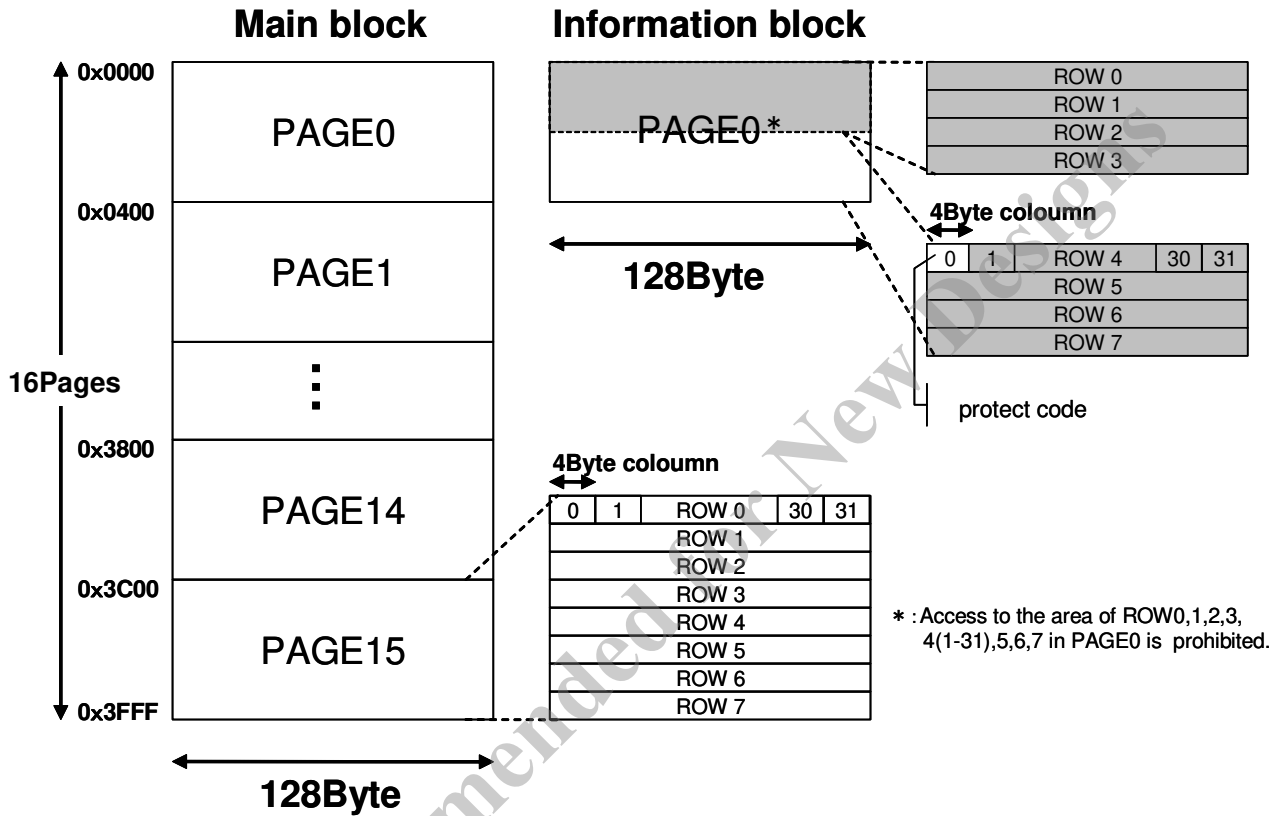 Main block
Information block
0x0000
PAGE0
0x0400
PAGE1
16Pages
0x3800
PAGE14
0x3C00
PAGE15
0x3FFF
128Byte
PAGE0*
128Byte
ROW 0
ROW 1
ROW 2
ROW 3
4Byte coloumn
0 1 ROW 4 30 31
ROW 5
ROW 6
ROW 7
protect code
4Byte coloumn
0 1 ROW 0 30 31
ROW 1
ROW 2
ROW 3
ROW 4
ROW 5
ROW 6
ROW 7
* : Access to the area of ROW0,1,2,3,
4(1-31),5,6,7 in PAGE0 is prohibited.
mended for New Designs